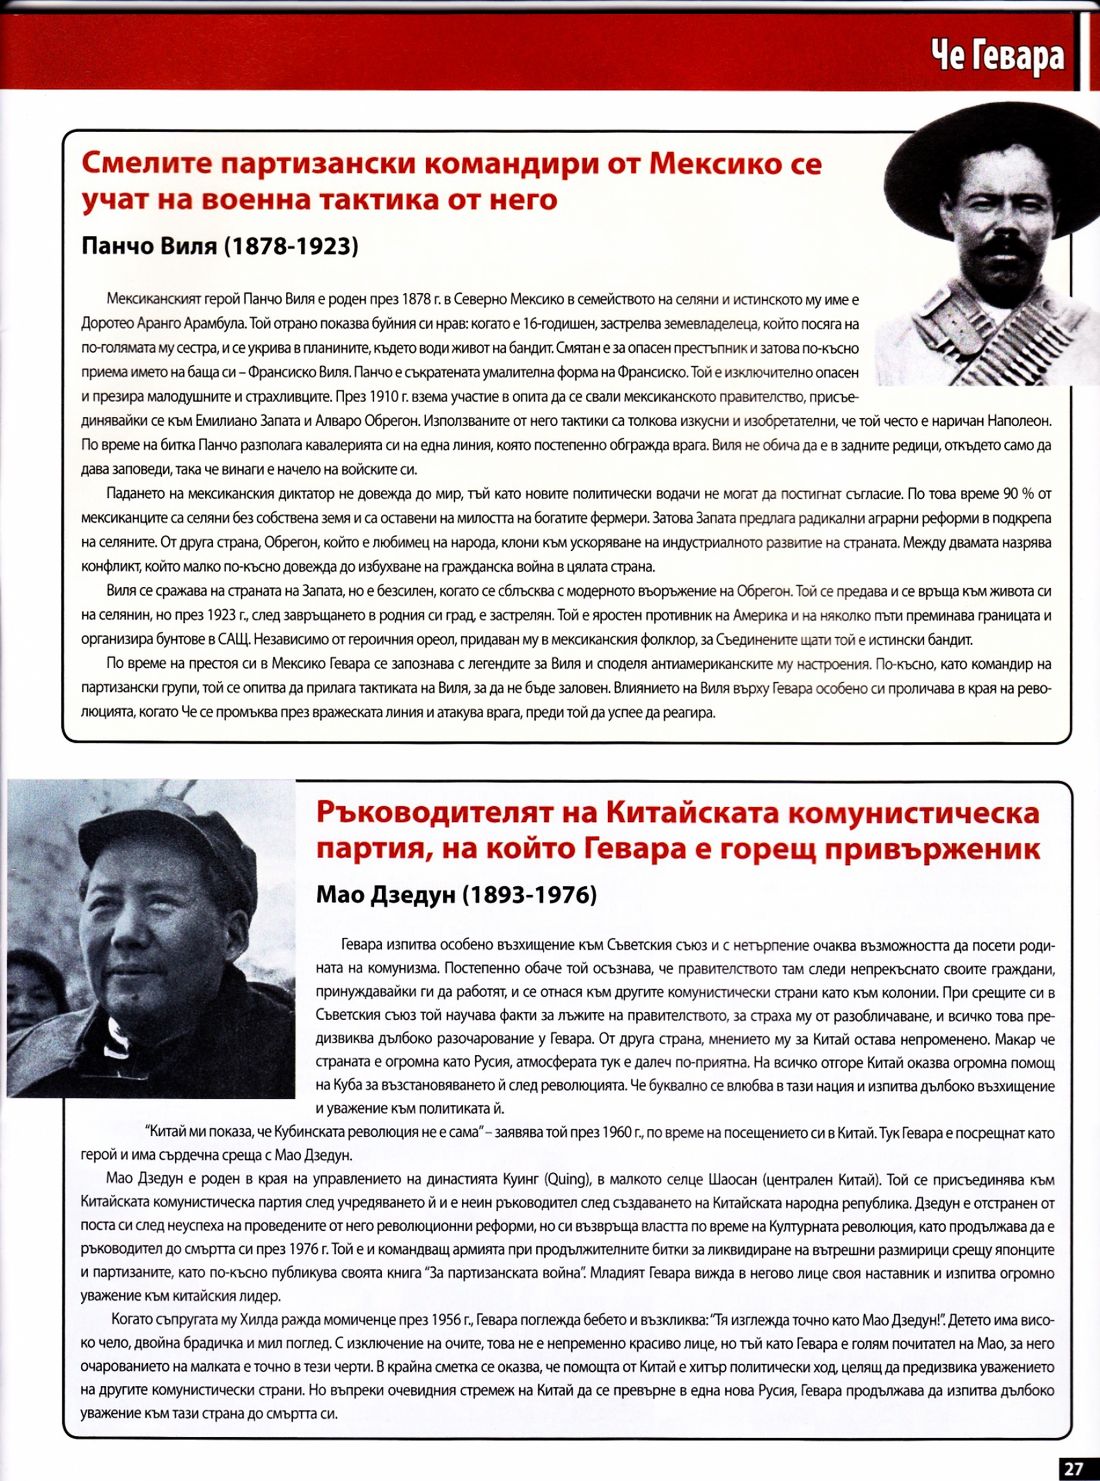 Че Гевара
Смелите партизански командири от Мексико се
учат на военна тактика от него
Панчо Виля (1878-1923)
Мексиканският герой Панчо Виля е роден през 1878 г. в Северно Мексико в семейството на селяни и истинското му име е
Доротео Аранго Арамбула. Той отрано показва буйния си нрав: когато е 16-годишен, застрелва земевладелеца, който посяга на
по-голямата му сестра, и се укрива в планините, където води живот на бандит. Смятан е за опасен престъпник и затова по-късно
приема името на баща си – Франсиско Виля. Панчо е съкратената умалителна форма на Франсиско. Той е изключително опасен
и презира малодушните и страхливците. През 1910 г. взема участие в опита да се свали мексиканското правителство, присъе-
динявайки се към Емилиано Запата и Алваро Обрегон. Използваните от него тактики са толкова изкусни и изобретателни, че той често е наричан Наполеон.
По време на битка Панчо разполага кавалерията си на една линия, която постепенно обгражда врага. Виля не обича да е в задните редици, откъдето само да
дава заповеди, така че винаги е начело на войските си.
Падането на мексиканския диктатор не довежда до мир, тъй като новите политически водачи не могат да постигнат съгласие. По това време 90 % от
мексиканците са селяни без собствена земя и са оставени на милостта на богатите фермери. Затова Запата предлага радикални аграрни реформи в подкрепа
на селяните. От друга страна, Обрегон, който е любимец на народа, клони към ускоряване на индустриалното развитие на страната. Между двамата назрява
конфликт, който малко по-късно довежда до избухване на гражданска война в цялата страна.
Виля се сражава на страната на Запата, но е безсилен, когато се сблъсква с модерното въоръжение на Обрегон. Той се предава и се връща към живота си
на селянин, но през 1923 г., след завръщането в родния си град, е застрелян. Той е яростен противник на Америка и на няколко пъти преминава границата и
организира бунтове в САЩ. Независимо от героичния ореол, придаван му в мексиканския фолклор, за Съединените щати той е истински бандит.
По време на престоя си в Мексико Гевара се запознава с легендите за Виля и споделя антиамериканските му настроения. По-късно, като командир на
партизански групи, той се опитва да прилага тактиката на Виля, за да не бъде заловен. Влиянието на Виля върху Гевара особено си проличава в края на рево-
люцията, когато Че се промъква през вражеската линия и атакува врага, преди той да успее да реагира.
Ръководителят на Китайската комунистическа
партия, на който Гевара е горещ привърженик
Мао Дзедун (1893-1976)
Гевара изпитва особено възхищение към Съветския съюз и с нетърпение очаква възможността да посети роди-
ната на комунизма. Постепенно обаче той осъзнава, че правителството там следи непрекъснато своите граждани,
принуждавайки ги да работят, и се отнася към другите комунистически страни като към колонии. При срещите си в
Съветския съюз той научава факти за лъжите на правителството, за страха му от разобличаване, и всичко това пре-
дизвиква дълбоко разочарование у Гевара. От друга страна, мнението му за Китай остава непроменено. Макар че
страната е огромна като Русия, атмосферата тук е далеч по-приятна. На всичко отгоре Китай оказва огромна помощ
на Куба за възстановяването й след революцията. Че буквално се влюбва в тази нация и изпитва дълбоко възхищение
и уважение към политиката й.
“Китай ми показа, че Кубинската революция не е сама” – заявява той през 1960 г., по време на посещението си в Китай. Тук Гевара е посрещнат като
герой и има сърдечна среща с Мао Дзедун.
Мао Дзедун е роден в края на управлението на династията Куинг (Quing), в малкото селце Шаосан (централен Китай). Той се присъединява към
Китайската комунистическа партия след учредяването й и е неин ръководител след създаването на Китайската народна република. Дзедун е отстранен от
поста си след неуспеха на проведените от него революционни реформи, но си възвръща властта по време на Културната революция, като продължава да е
ръководител до смъртта си през 1976 г. Той е и командващ армията при продължителните битки за ликвидиране на вътрешни размирици срещу японците
и партизаните, като по-късно публикува своята книга “За партизанската война”. Младият Гевара вижда в негово лице своя наставник и изпитва огромно
уважение към китайския лидер.
Когато съпругата му Хилда ражда момиченце през 1956 г., Гевара поглежда бебето и възкликва: “Тя изглежда точно като Мао Дзедун!”. Детето има висо-
ко чело, двойна брадичка и мил поглед. С изключение на очите, това не е непременно красиво лице, но тъй като Гевара е голям почитател на Мао, за него
очарованието на малката е точно в тези черти. В крайна сметка се оказва, че помощта от Китай е хитър политически ход, целящ да предизвика уважението
на другите комунистически страни. Но въпреки очевидния стремеж на Китай да се превърне в една нова Русия, Гевара продължава да изпитва дълбоко
уважение към тази страна до смъртта си.
27